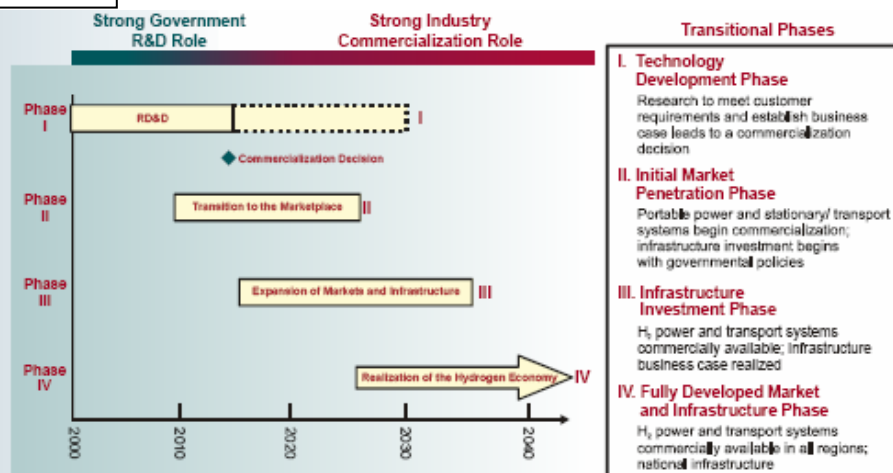 Strong Government
R&D Role
Strong Industry
Commercialization Role
Phase
I
RD&D
I
Commercialization Decision
Phase
II
Transition to the Marketplace
II
Phase
III
Expansion of Markets and Infrastructure
III
Phase
IV
Realization of the Hydrogen Economy
IV
2000
2010
2020
2030
2040
Transitional Phases
I. Technology
Development Phase
Research to meet customer
requirements and establish business
case leads to a commercialization
decision
II. Initial Market
Penetration Phase
Portable power and stationary/ transport
systems begin commercialization;
infrastructure investment begins
with governmental policies
III. Infrastructure
Investment Phase
H₂ power and transport systems
commercially available; infrastructure
business case realized
IV. Fully Developed Market
and Infrastructure Phase
H₂ power and transport systems
commercially available in all regions;
national infrastructure